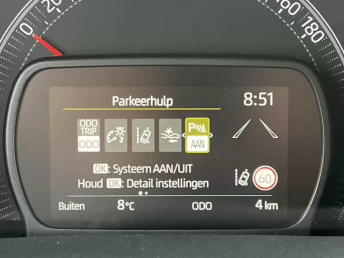 0
20
160
180
Parkeerhulp
8:51
ODO
TRIP
ODO
P
AAN
OK: Systeem AAN/UIT
Houd OK: Detail instellingen
60
Buiten 8°C ODO 4 km